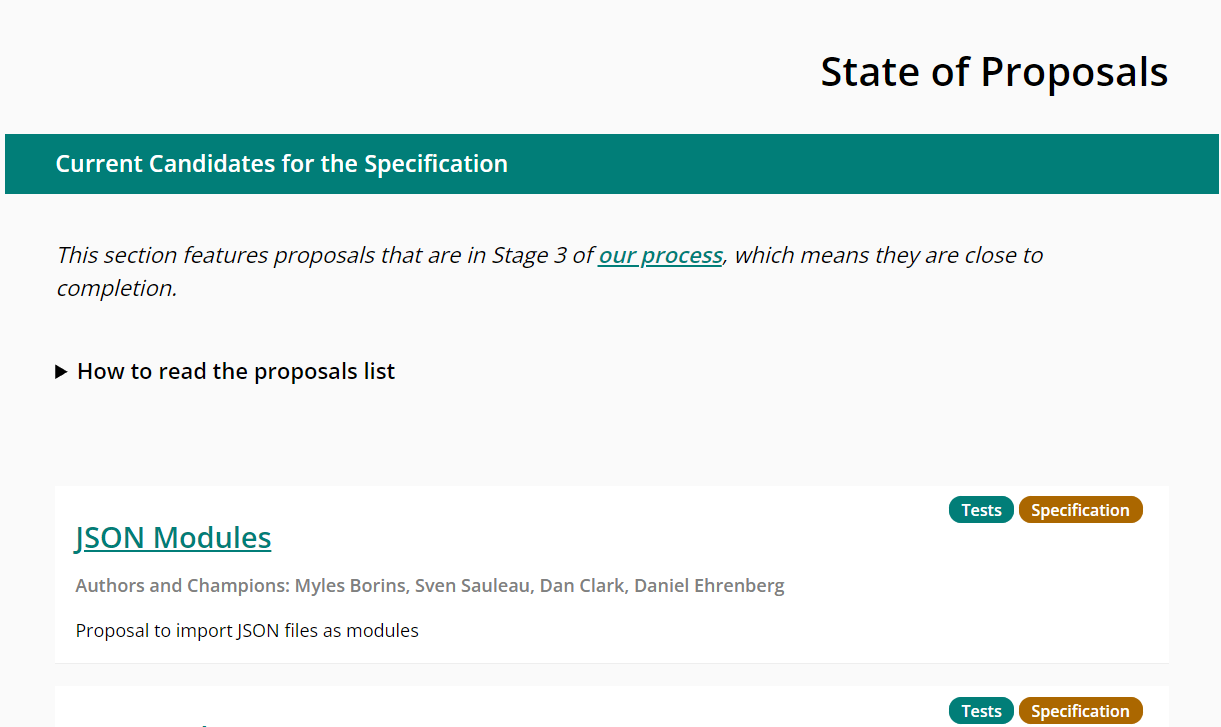 State of Proposals
Current Candidates for the Specification
This section features proposals that are in Stage 3 of our process, which means they are close to
completion.
How to read the proposals list
Tests Specification
JSON Modules
Authors and Champions: Myles Borins, Sven Sauleau, Dan Clark, Daniel Ehrenberg
Proposal to import JSON files as modules
Tests Specification